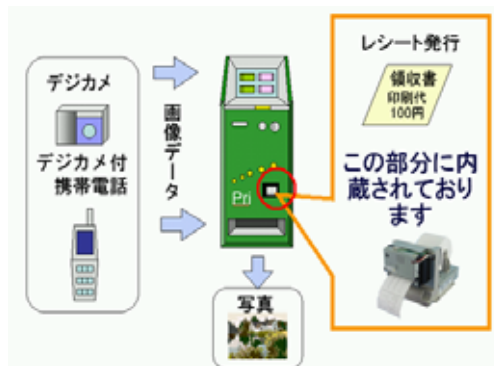 デジカメ
デジカメ付
携帯電話
画像データ
Pri
写真
レシート発行
領収書
印刷代
100円
この部分に内
蔵されており
ます